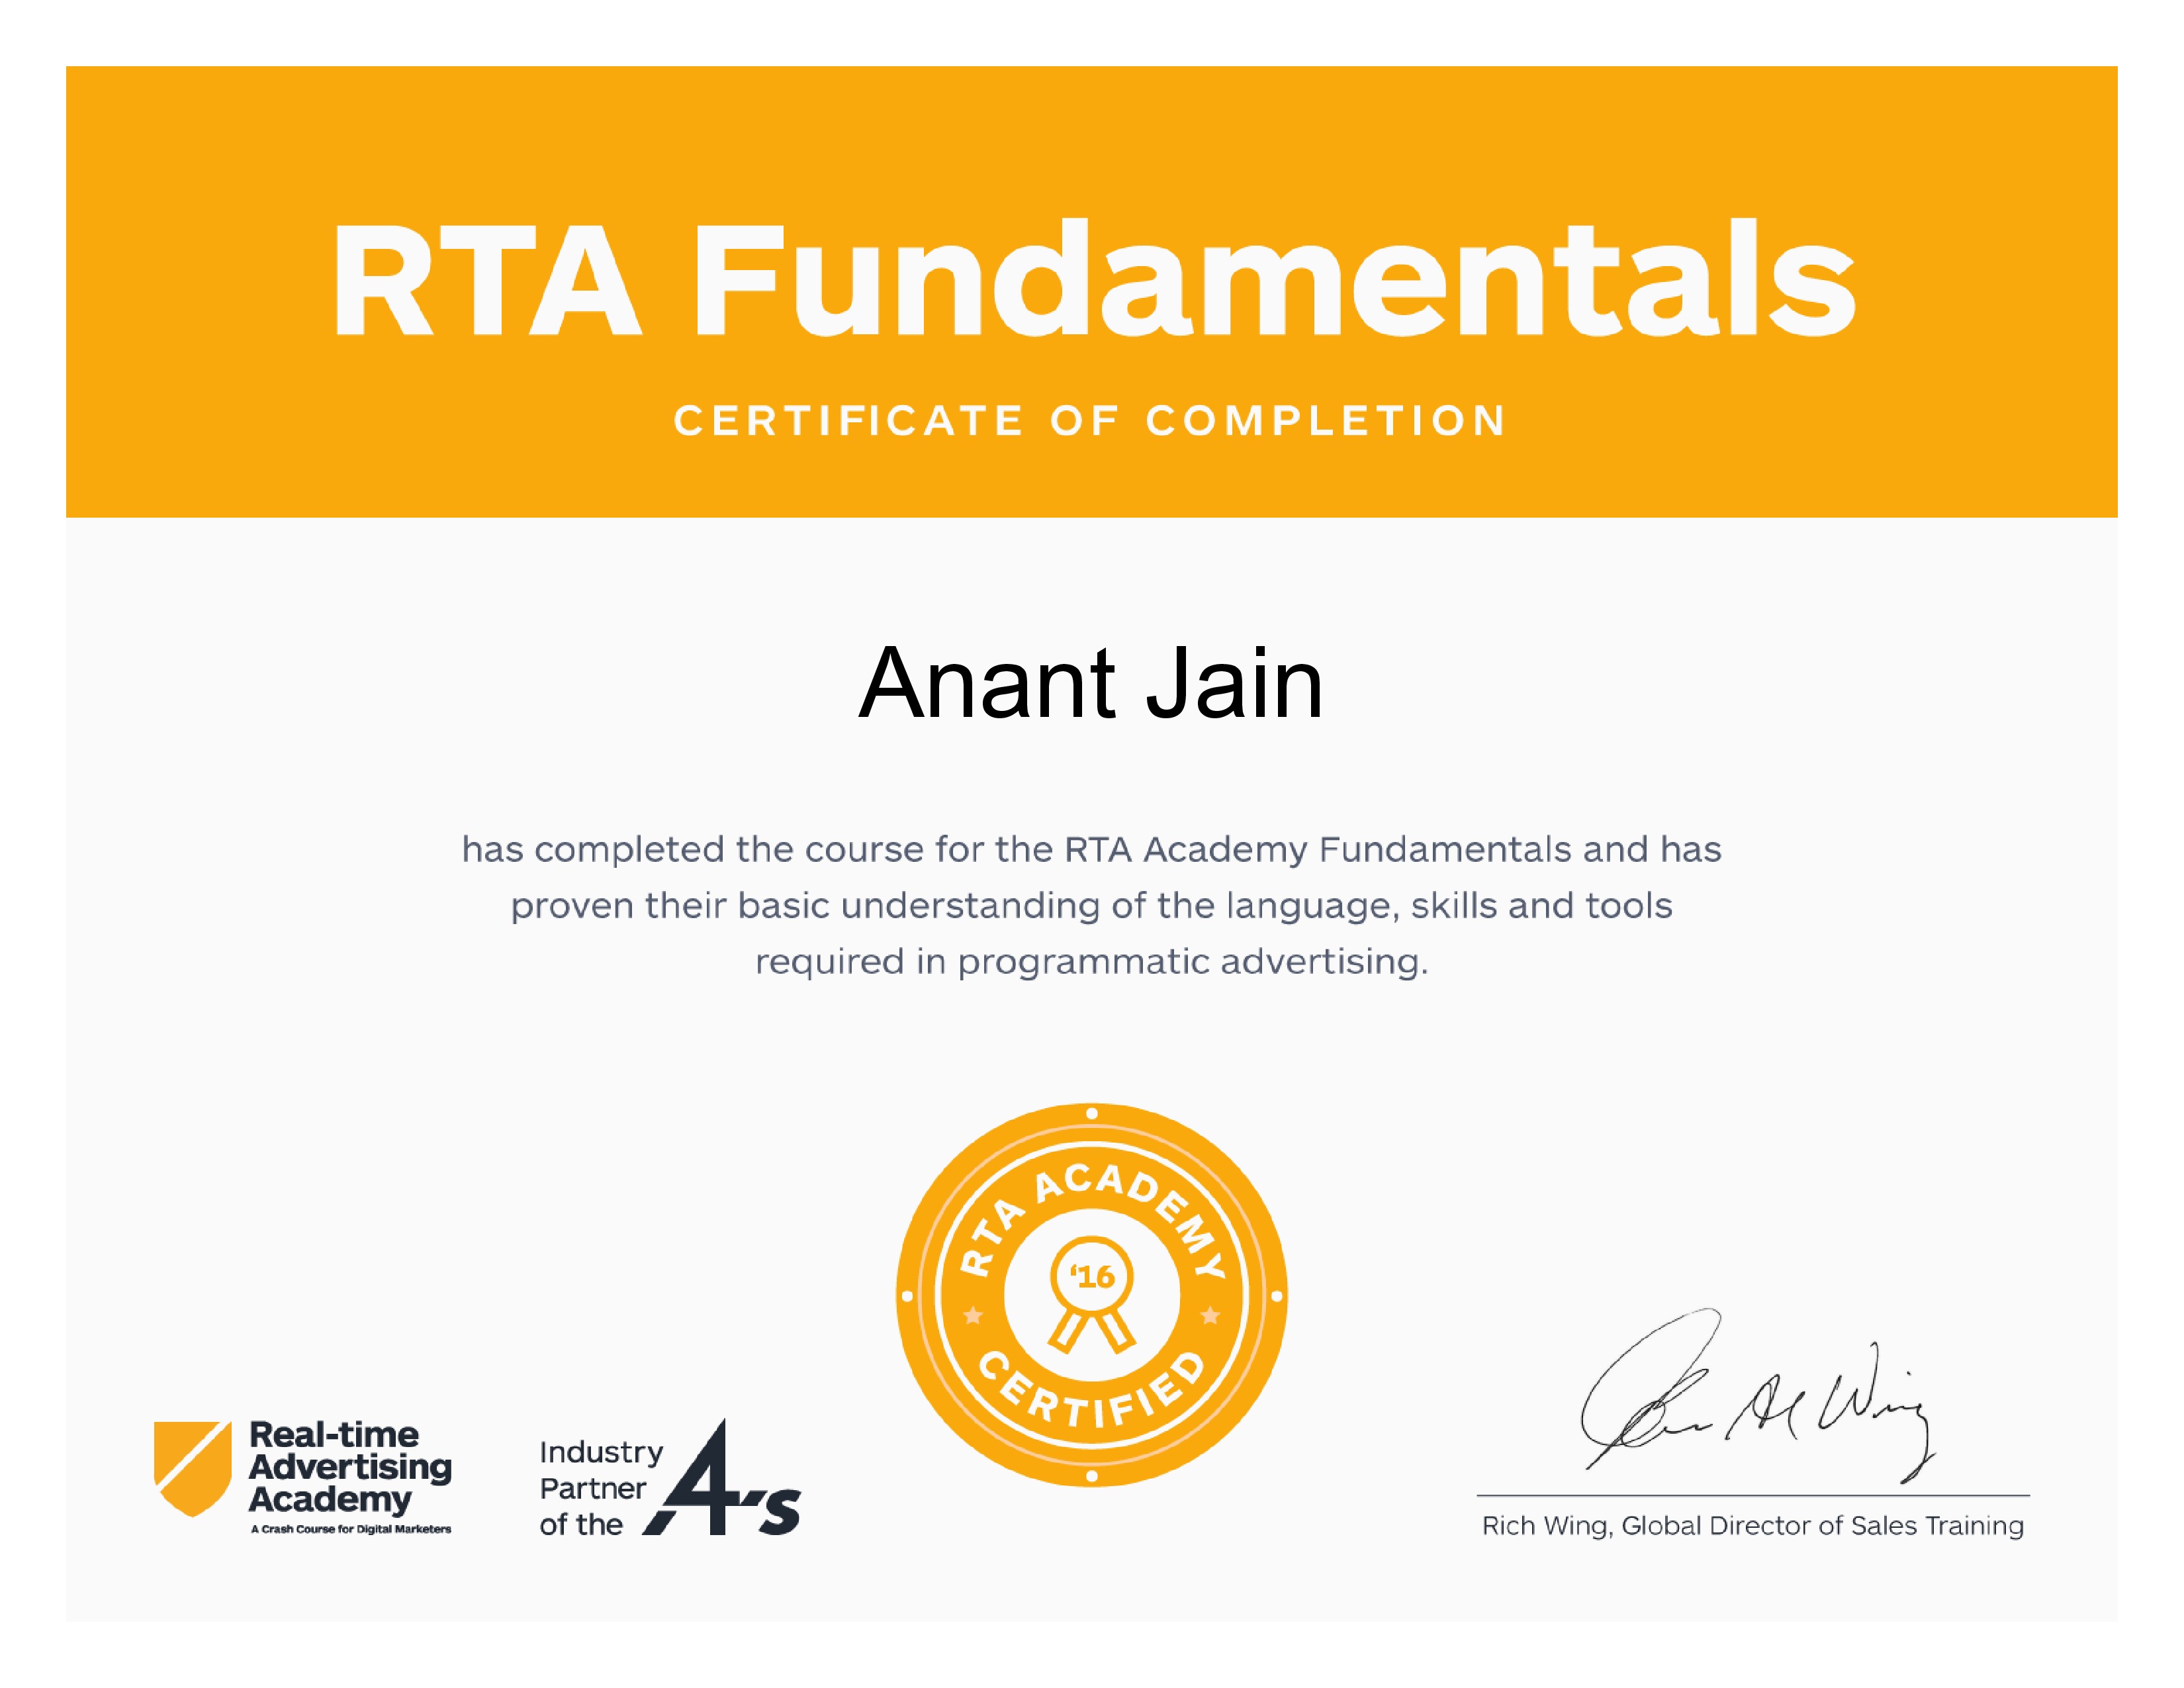 RTA Fundamentals
CERTIFICATE OF COMPLETION
Anant Jain
has completed the course for the RTA Academy Fundamentals and has
proven their basic understanding of the language, skills and tools
required in programmatic advertising.
RTA ACADEMY
‘16
CERTIFIED
Real-time
Advertising
Academy
A Crash Course for Digital Marketers
Industry
Partner
of the
4A's
Rich Wing, Global Director of Sales Training